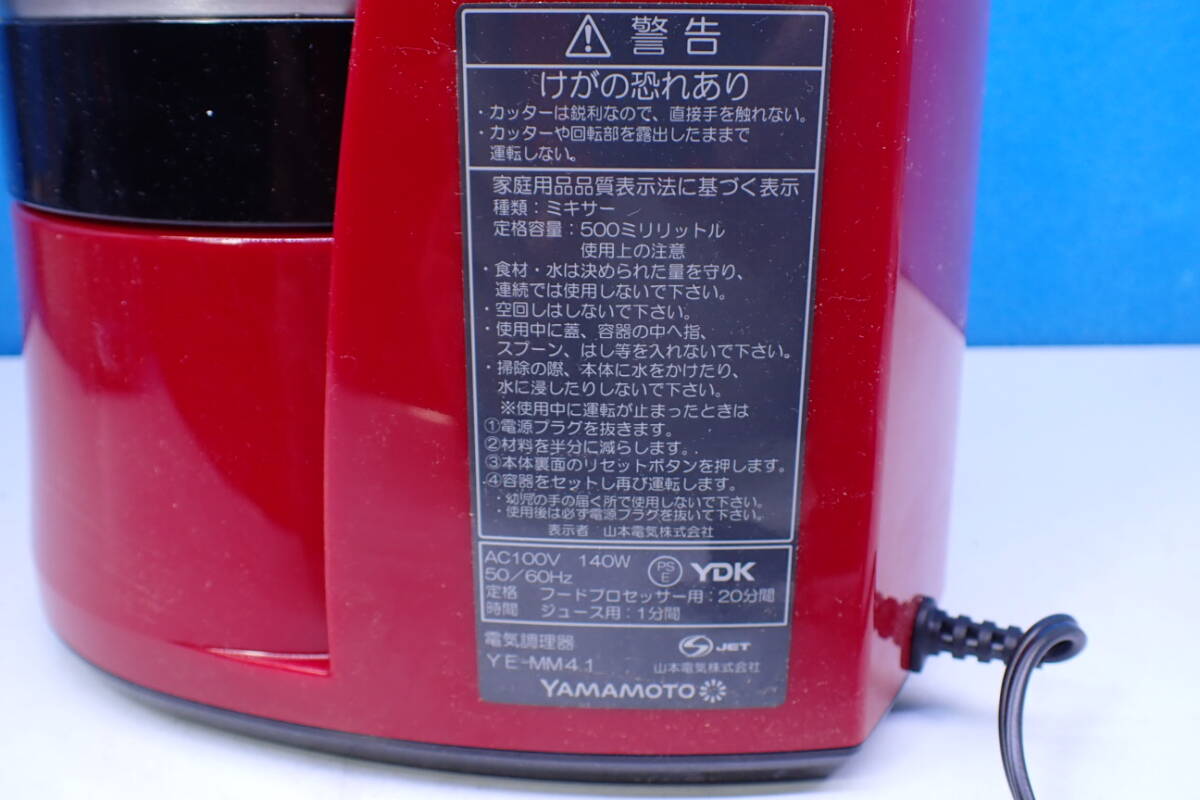 警告
けがの恐れあり
・カッターは鋭利なので、直接手を触れない。
・カッターや回転部を露出したままで
運転しない。
家庭用品品質表示法に基づく表示
種類：ミキサー
定格容量：500ミリリットル
使用上の注意
・食材・水は決められた量を守り、
連続では使用しないで下さい。
・空回しはしないで下さい。
・使用中に蓋、容器の中へ指、
スプーン、はし等を入れないで下さい。
・掃除の際、本体に水をかけたり、
水に浸したりしないで下さい。
※使用中に運転が止まったときは
①電源プラグを抜きます。
②材料を半分に減らします。
③本体裏面のリセットボタンを押します。
④容器をセットし再び運転します。
・幼児の手の届く所で使用しないで下さい。
・使用後は必ず電源プラグを抜いて下さい。
表示者 山本電気株式会社
AC100V 140W
50/60Hz
PS
E
YDK
定格 フードプロセッサー用：20分間
時間 ジュース用：1分間
電気調理器
JET
YE-MM41
山本電気株式会社
YAMAMOTO